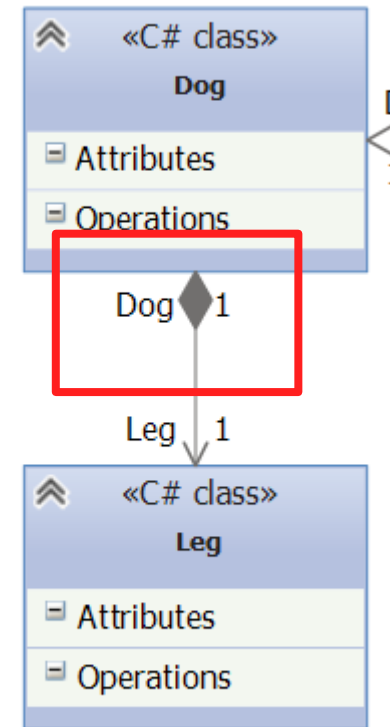 «C# class»
Dog
Attributes
Operations
Dog 1
Leg 1
«C# class»
Leg
Attributes
Operations